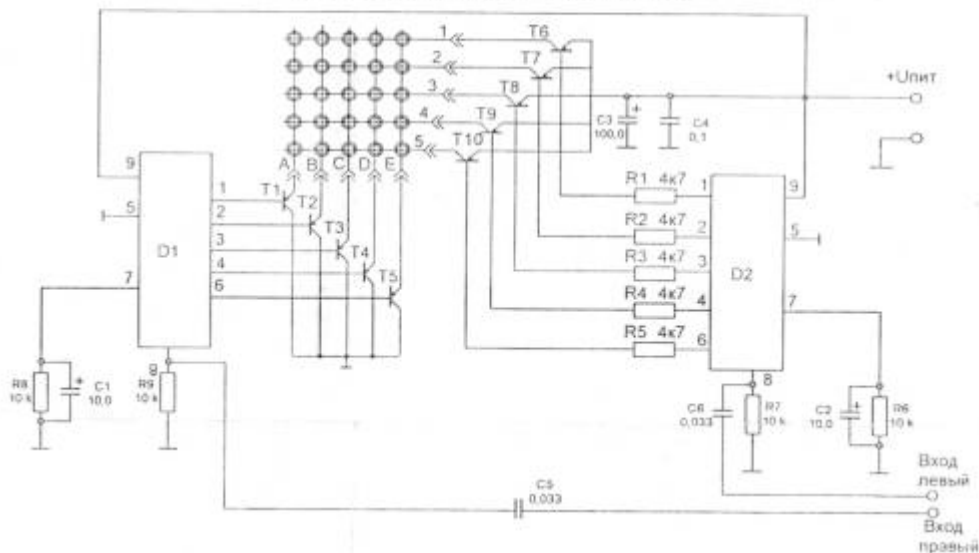 1
T6
2
T7
3
T8
4
T9
5
T10
+Uпит
C3
100,0
+
C4
0,1
A B C D E
9
5
7
8
D1
1
2
3
4
6
T1
T2
T3
T4
T5
R1 4к7
R2 4к7
R3 4к7
R4 4к7
R5 4к7
1
2
3
4
6
D2
9
5
7
8
R8
10 k
+
C1
10,0
R9
10 k
C6
0,033
R7
10 k
C2
10,0
+
R6
10 k
C5
0,033
Вход
левый
Вход
правый